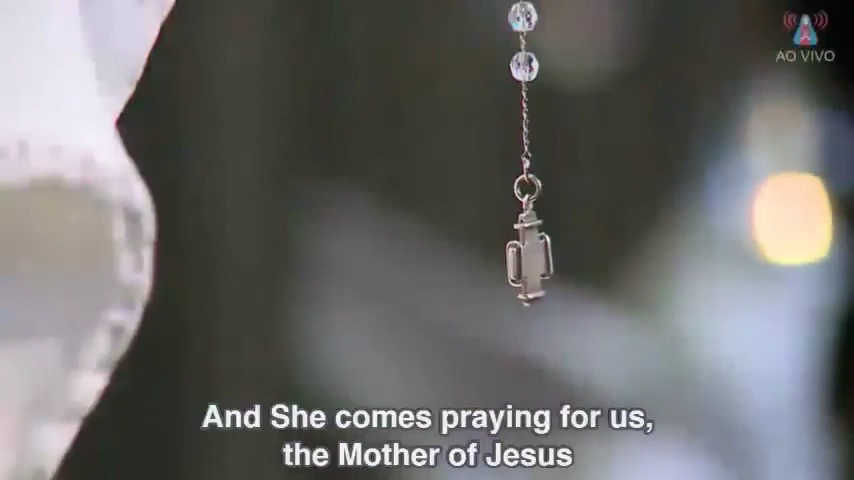 AO VIVO
And She comes praying for us,
the Mother of Jesus